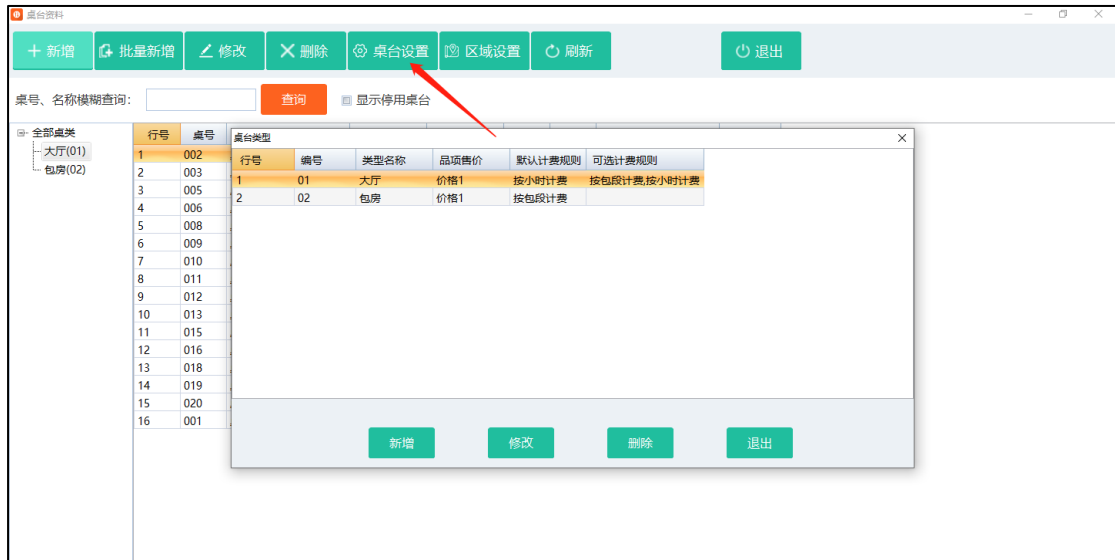 桌台资料
新增 批量新增 修改 删除 桌台设置 区域设置 刷新 退出
桌号、名称模糊查询: 查询 显示停用桌台
全部桌类
大厅(01)
包房(02)
行号 桌号
1 002
2 003
3 005
4 006
5 008
6 009
7 010
8 011
9 012
10 013
11 015
12 016
13 018
14 019
15 020
16 001
桌台类型
行号 编号 类型名称 品项售价 默认计费规则 可选计费规则
1 01 大厅 价格1 按小时计费 按包段计费,按小时计费
2 02 包房 价格1 按包段计费
新增 修改 删除 退出